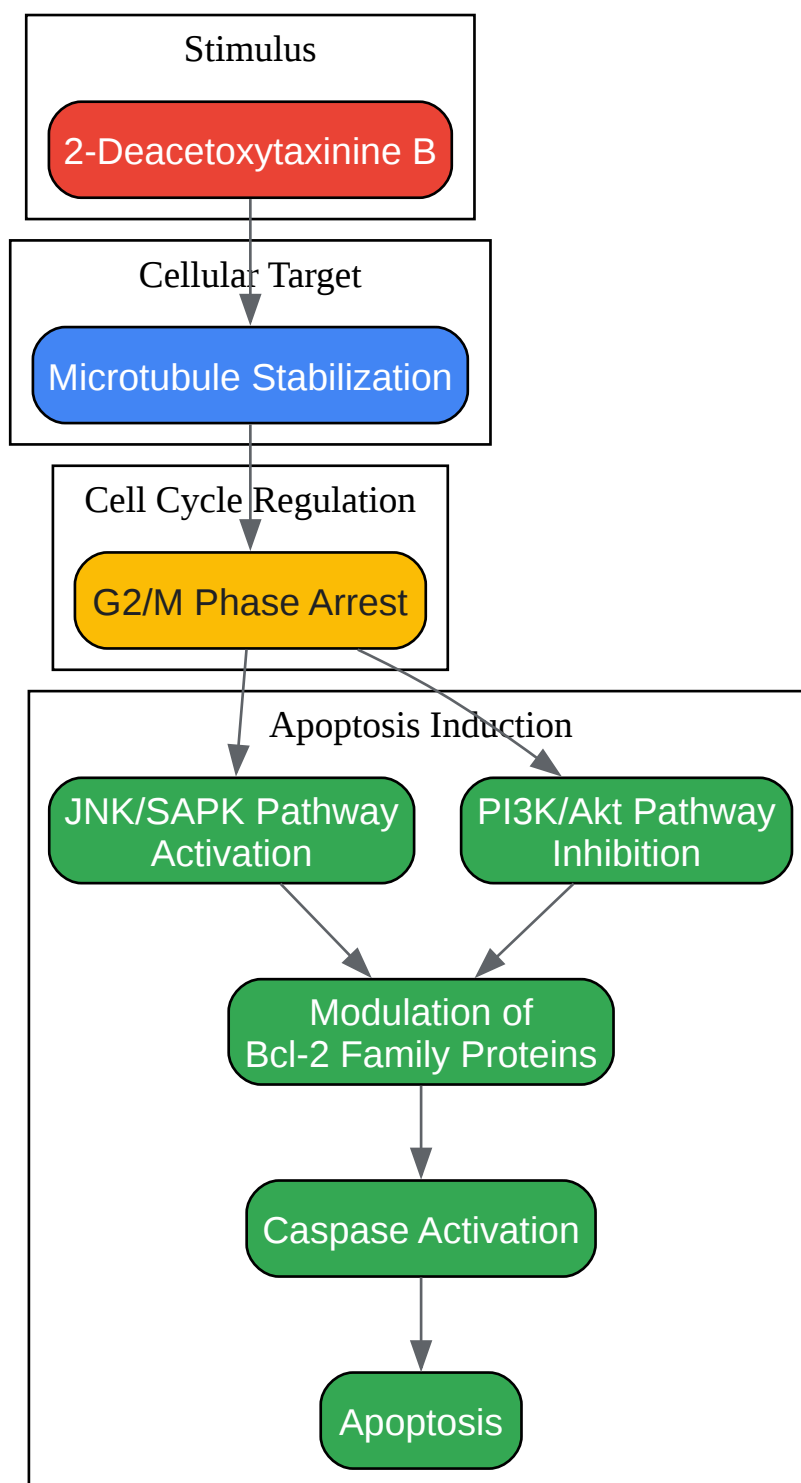 Stimulus
2-Deacetoxytaxinine B
Cellular Target
Microtubule Stabilization
Cell Cycle Regulation
G2/M Phase Arrest
Apoptosis Induction
JNK/SAPK Pathway
Activation
PI3K/Akt Pathway
Inhibition
Modulation of
Bcl-2 Family Proteins
Caspase Activation
Apoptosis